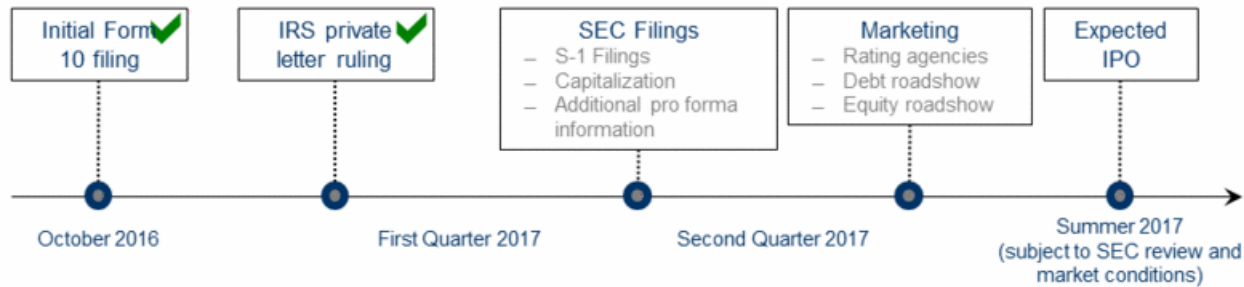 Initial Form
10 filing
IRS private
letter ruling
SEC Filings
– S-1 Filings
– Capitalization
– Additional pro forma
information
Marketing
– Rating agencies
– Debt roadshow
– Equity roadshow
Expected
IPO
October 2016
First Quarter 2017
Second Quarter 2017
Summer 2017
(subject to SEC review and
market conditions)